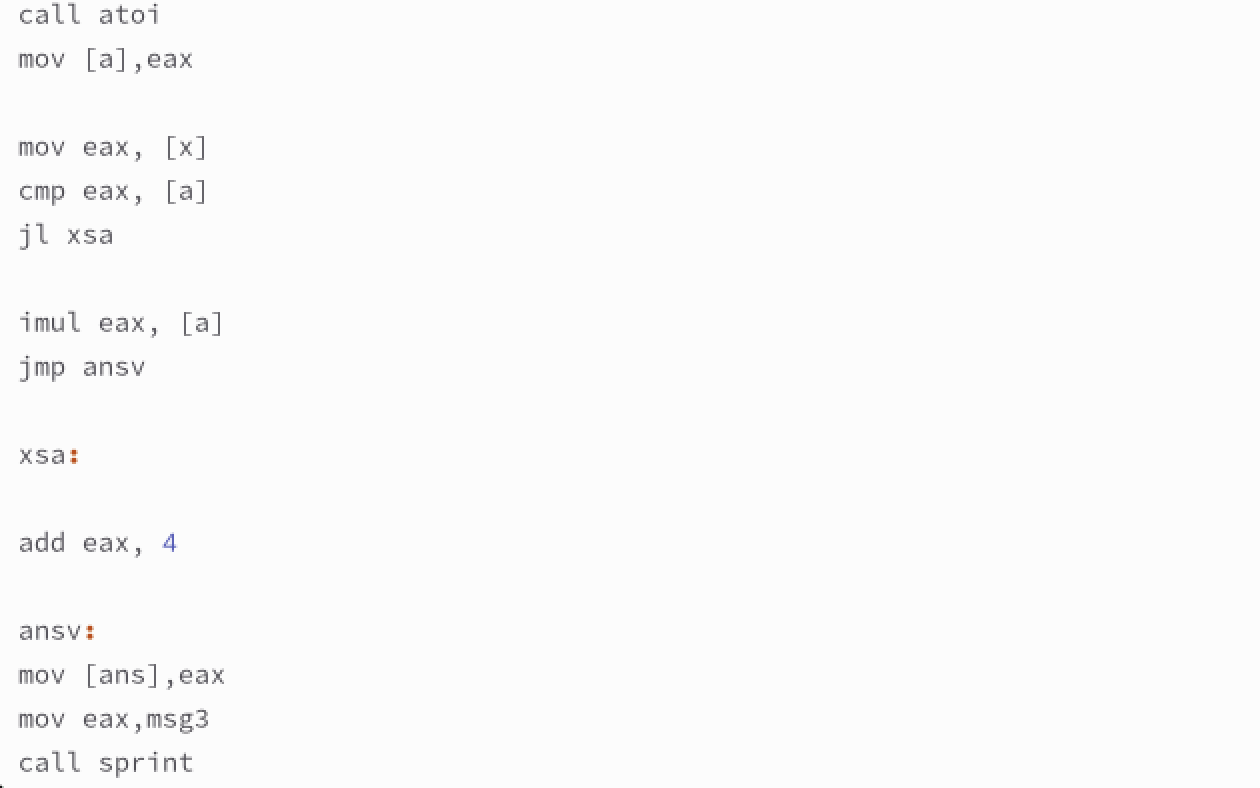 call atoi
mov [a],eax
mov eax, [x]
cmp eax, [a]
jl xsa
imul eax, [a]
jmp ansv
xsa:
add eax, 4
ansv:
mov [ans],eax
mov eax,msg3
call sprint